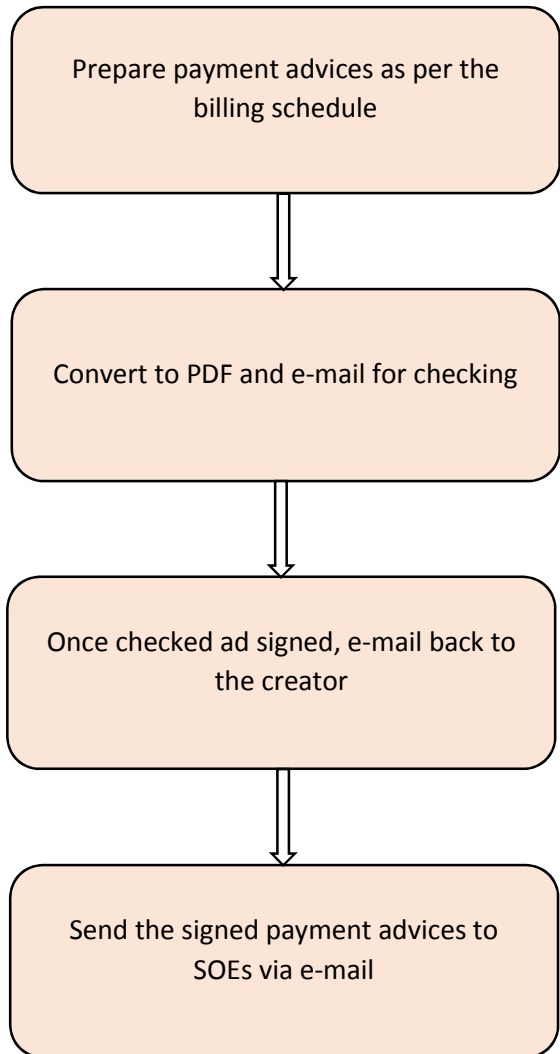 Prepare payment advices as per the
billing schedule
Convert to PDF and e-mail for checking
Once checked ad signed, e-mail back to
the creator
Send the signed payment advices to
SOEs via e-mail